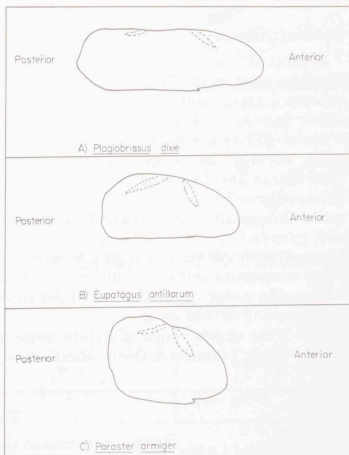 Posterior
Anterior
A) Plagiobrissus dixie
Posterior
Anterior
B) Eupatagus antillarum
Posterior
Anterior
C) Paraster armiger